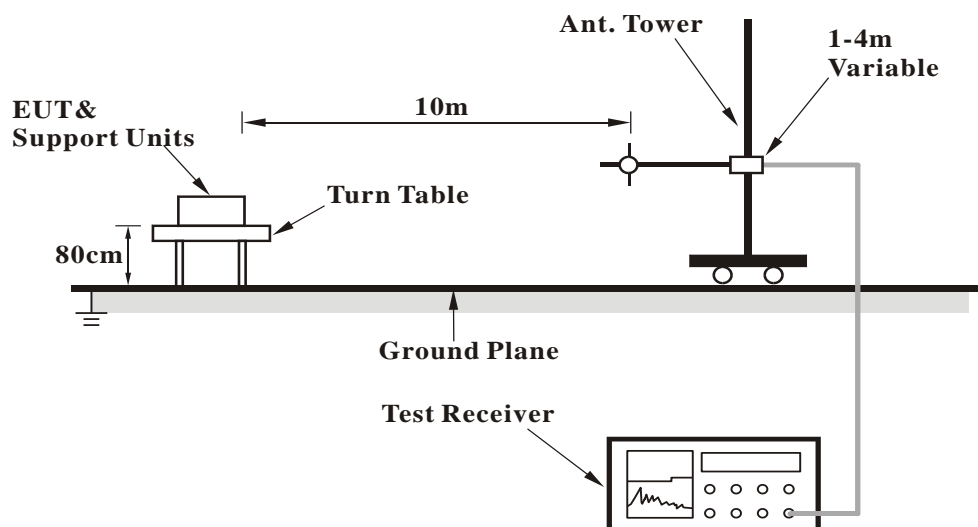 Ant. Tower
1-4m
Variable
EUT&
Support Units
10m
Turn Table
80cm
Ground Plane
Test Receiver